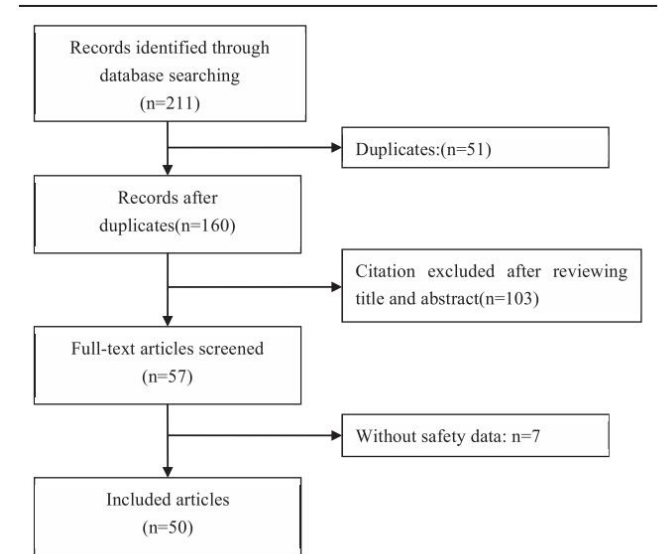 Records identified through
database searching
(n=211)
Duplicates:(n=51)
Records after
duplicates(n=160)
Citation excluded after reviewing
title and abstract(n=103)
Full-text articles screened
(n=57)
Without safety data: n=7
Included articles
(n=50)